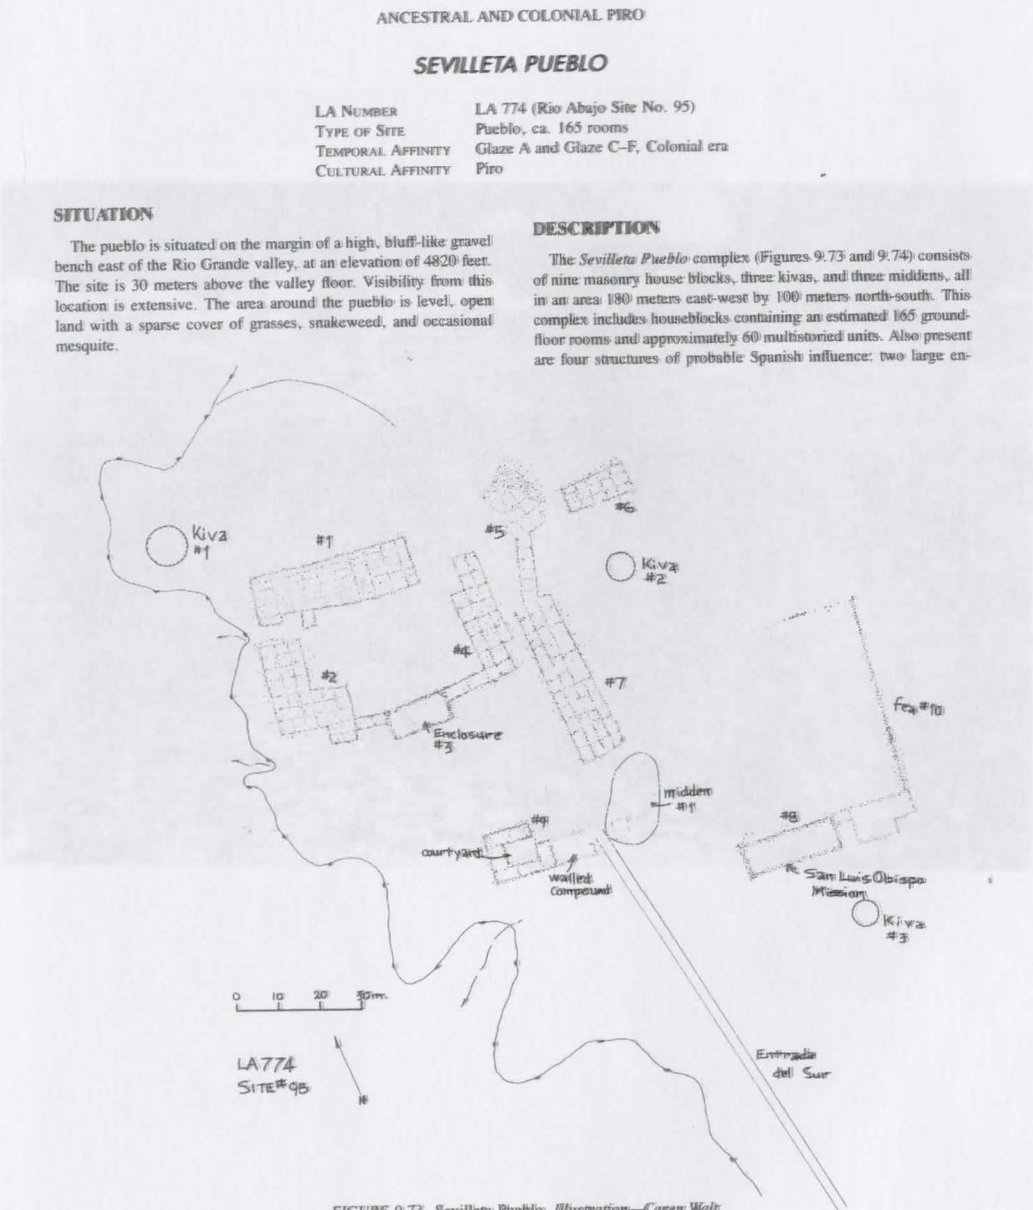 ANCESTRAL AND COLONIAL PIRO
SEVILLETA PUEBLO
LA NUMBER LA 774 (Rio Abajo Site No. 95)
TYPE OF SITE Pueblo, ca. 165 rooms
TEMPORAL AFFINITY Glaze A and Glaze C–F, Colonial era
CULTURAL AFFINITY Piro
SITUATION
The pueblo is situated on the margin of a high, bluff-like gravel
bench east of the Rio Grande valley, at an elevation of 4820 feet.
The site is 30 meters above the valley floor. Visibility from this
location is extensive. The area around the pueblo is level, open
land with a sparse cover of grasses, snakeweed, and occasional
mesquite.
DESCRIPTION
The Sevilleta Pueblo complex (Figures 9.73 and 9.74) consists
of nine masonry house blocks, three kivas, and three middens, all
in an area 180 meters east-west by 100 meters north-south. This
complex includes houseblocks containing an estimated 165 ground-
floor rooms and approximately 60 multistoried units. Also present
are four structures of probable Spanish influence: two large en-
Kiva
#1
#1
#5
#6
Kiva
#2
#4
#2
#7
Enclosure
#3
Fea #10
midden
#11
#8
#9
courtyard
walled
compound
San Luis Obispo
Mission
Kiva
#3
0 10 20 30m.
LA774
SITE#95
Entrada
del Sur
FIGURE 9.73 Sevilleta Pueblo. Illustration—Caren Walt